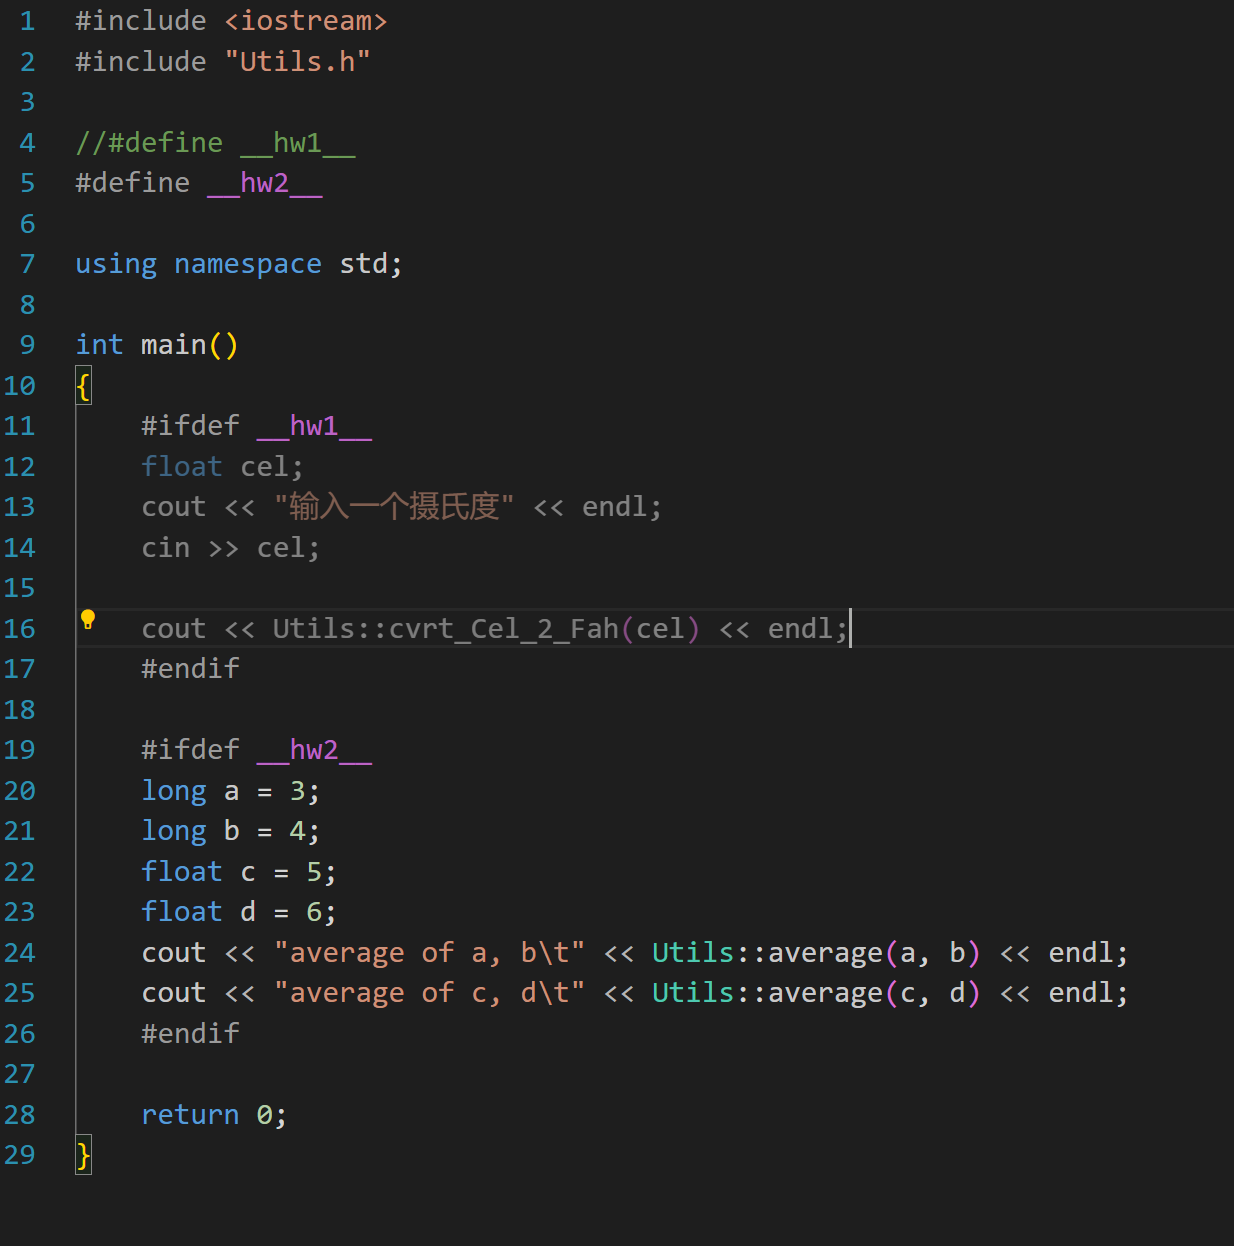 1 #include <iostream>
2 #include "Utils.h"
3
4 //#define __hw1__
5 #define __hw2__
6
7 using namespace std;
8
9 int main()
10 {
11     #ifdef __hw1__
12     float cel;
13     cout << "输入一个摄氏度" << endl;
14     cin >> cel;
15
16     cout << Utils::cvrt_Cel_2_Fah(cel) << endl;
17     #endif
18
19     #ifdef __hw2__
20     long a = 3;
21     long b = 4;
22     float c = 5;
23     float d = 6;
24     cout << "average of a, b\t" << Utils::average(a, b) << endl;
25     cout << "average of c, d\t" << Utils::average(c, d) << endl;
26     #endif
27
28     return 0;
29 }